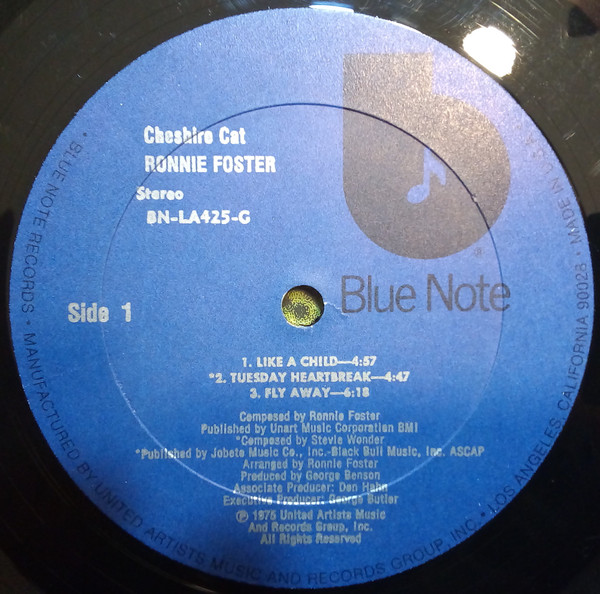 Cheshire Cat
RONNIE FOSTER
Stereo
BN-LA425-G
b
®
Blue Note
Side 1
1. LIKE A CHILD—4:57
*2. TUESDAY HEARTBREAK—4:47
3. FLY AWAY—6:18
Composed by Ronnie Foster
Published by Unart Music Corporation BMI
*Composed by Stevie Wonder
*Published by Jobete Music Co., Inc.-Black Bull Music, Inc. ASCAP
Arranged by Ronnie Foster
Produced by George Benson
Associate Producer: Don Hahn
Executive Producer: George Butler
Ⓟ 1975 United Artists Music
And Records Group, Inc.
All Rights Reserved
• BLUE NOTE RECORDS • MANUFACTURED BY UNITED ARTISTS MUSIC AND RECORDS GROUP, INC. • LOS ANGELES, CALIFORNIA 90028 • MADE IN U.S.A.